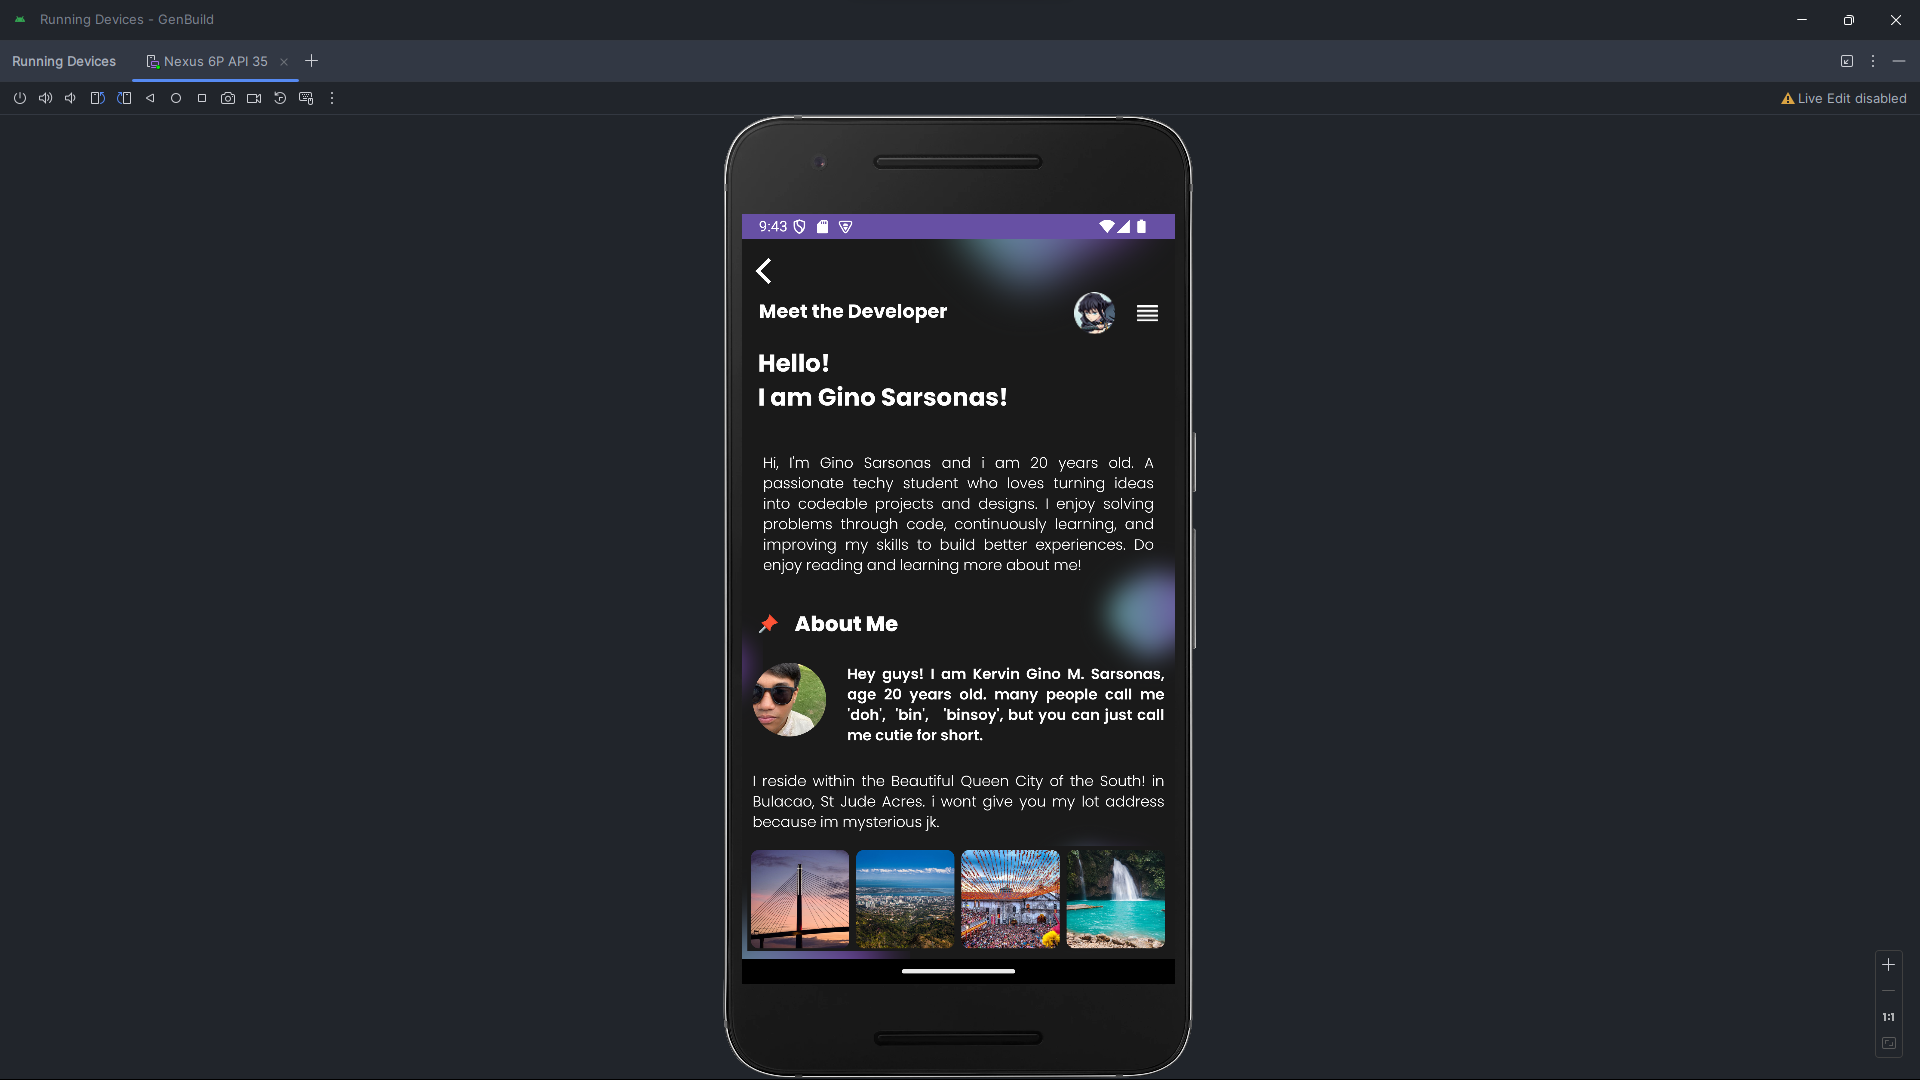 Running Devices - GenBuild
Running Devices
Nexus 6P API 35
Live Edit disabled
9:43
Meet the Developer
Hello!
I am Gino Sarsonas!
Hi, I'm Gino Sarsonas and i am 20 years old. A
passionate techy student who loves turning ideas
into codeable projects and designs. I enjoy solving
problems through code, continuously learning, and
improving my skills to build better experiences. Do
enjoy reading and learning more about me!
About Me
Hey guys! I am Kervin Gino M. Sarsonas,
age 20 years old. many people call me
'doh', 'bin', 'binsoy', but you can just call
me cutie for short.
I reside within the Beautiful Queen City of the South! in
Bulacao, St Jude Acres. i wont give you my lot address
because im mysterious jk.
1:1